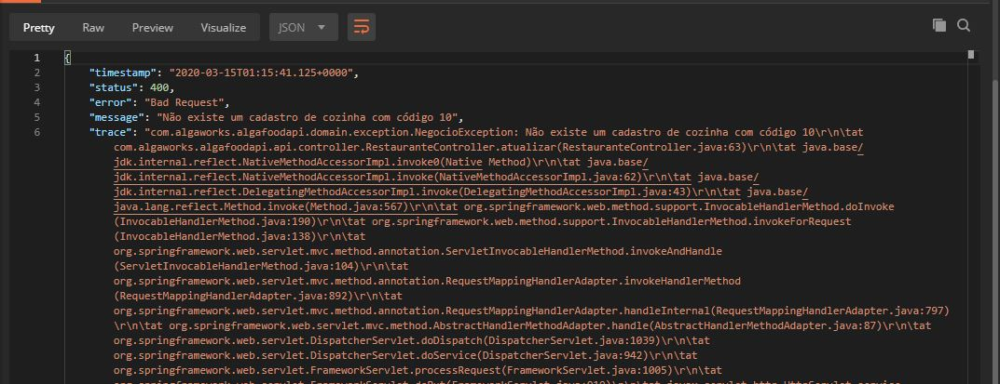 Pretty Raw Preview Visualize JSON
1 {
2 "timestamp": "2020-03-15T01:15:41.125+0000",
3 "status": 400,
4 "error": "Bad Request",
5 "message": "Não existe um cadastro de cozinha com código 10",
6 "trace": "com.algaworks.algafoodapi.domain.exception.NegocioException: Não existe um cadastro de cozinha com código 10\r\n\tat
com.algaworks.algafoodapi.api.controller.RestauranteController.atualizar(RestauranteController.java:63)\r\n\tat java.base/
jdk.internal.reflect.NativeMethodAccessorImpl.invoke0(Native Method)\r\n\tat java.base/
jdk.internal.reflect.NativeMethodAccessorImpl.invoke(NativeMethodAccessorImpl.java:62)\r\n\tat java.base/
jdk.internal.reflect.DelegatingMethodAccessorImpl.invoke(DelegatingMethodAccessorImpl.java:43)\r\n\tat java.base/
java.lang.reflect.Method.invoke(Method.java:567)\r\n\tat org.springframework.web.method.support.InvocableHandlerMethod.doInvoke
(InvocableHandlerMethod.java:190)\r\n\tat org.springframework.web.method.support.InvocableHandlerMethod.invokeForRequest
(InvocableHandlerMethod.java:138)\r\n\tat
org.springframework.web.servlet.mvc.method.annotation.ServletInvocableHandlerMethod.invokeAndHandle
(ServletInvocableHandlerMethod.java:104)\r\n\tat
org.springframework.web.servlet.mvc.method.annotation.RequestMappingHandlerAdapter.invokeHandlerMethod
(RequestMappingHandlerAdapter.java:892)\r\n\tat
org.springframework.web.servlet.mvc.method.annotation.RequestMappingHandlerAdapter.handleInternal(RequestMappingHandlerAdapter.java:797)
\r\n\tat org.springframework.web.servlet.mvc.method.AbstractHandlerMethodAdapter.handle(AbstractHandlerMethodAdapter.java:87)\r\n\tat
org.springframework.web.servlet.DispatcherServlet.doDispatch(DispatcherServlet.java:1039)\r\n\tat
org.springframework.web.servlet.DispatcherServlet.doService(DispatcherServlet.java:942)\r\n\tat
org.springframework.web.servlet.FrameworkServlet.processRequest(FrameworkServlet.java:1005)\r\n\tat